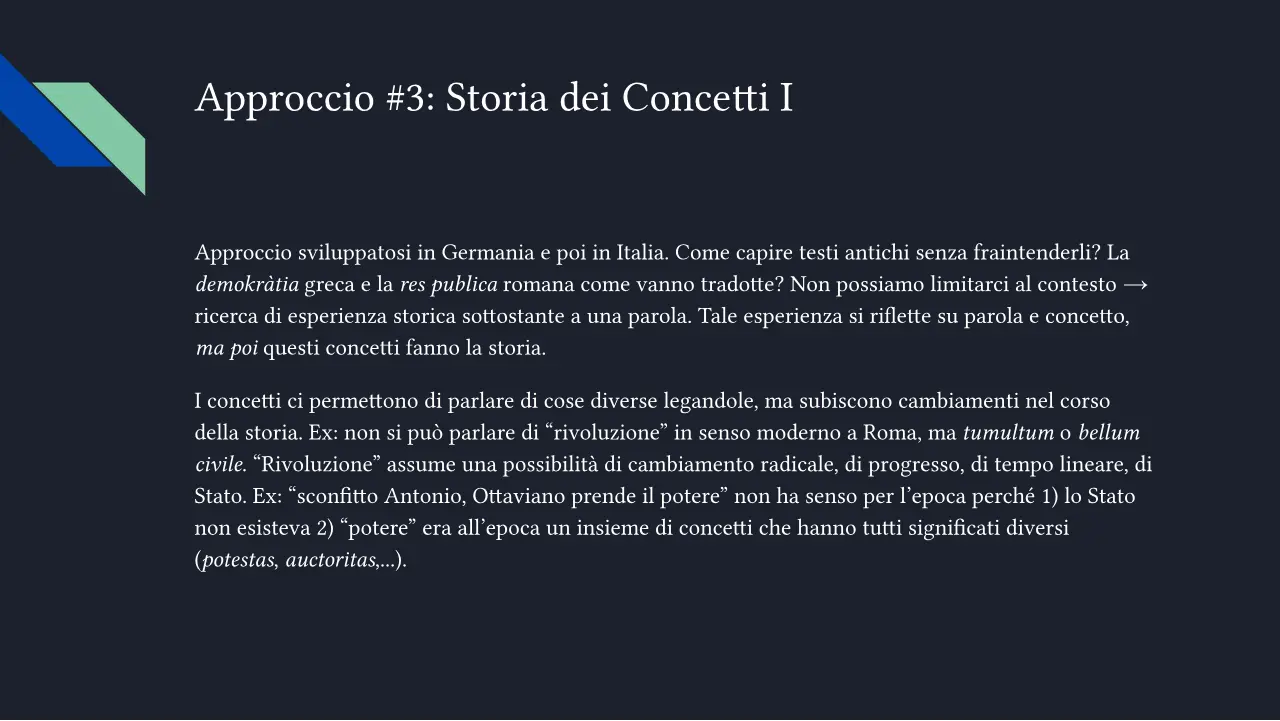 Approccio #3: Storia dei Concetti I
Approccio sviluppatosi in Germania e poi in Italia. Come capire testi antichi senza fraintenderli? La
demokràtia greca e la res publica romana come vanno tradotte? Non possiamo limitarci al contesto →
ricerca di esperienza storica sottostante a una parola. Tale esperienza si riflette su parola e concetto,
ma poi questi concetti fanno la storia.
I concetti ci permettono di parlare di cose diverse legandole, ma subiscono cambiamenti nel corso
della storia. Ex: non si può parlare di “rivoluzione” in senso moderno a Roma, ma tumultum o bellum
civile. “Rivoluzione” assume una possibilità di cambiamento radicale, di progresso, di tempo lineare, di
Stato. Ex: “sconfitto Antonio, Ottaviano prende il potere” non ha senso per l’epoca perché 1) lo Stato
non esisteva 2) “potere” era all’epoca un insieme di concetti che hanno tutti significati diversi
(potestas, auctoritas,...).